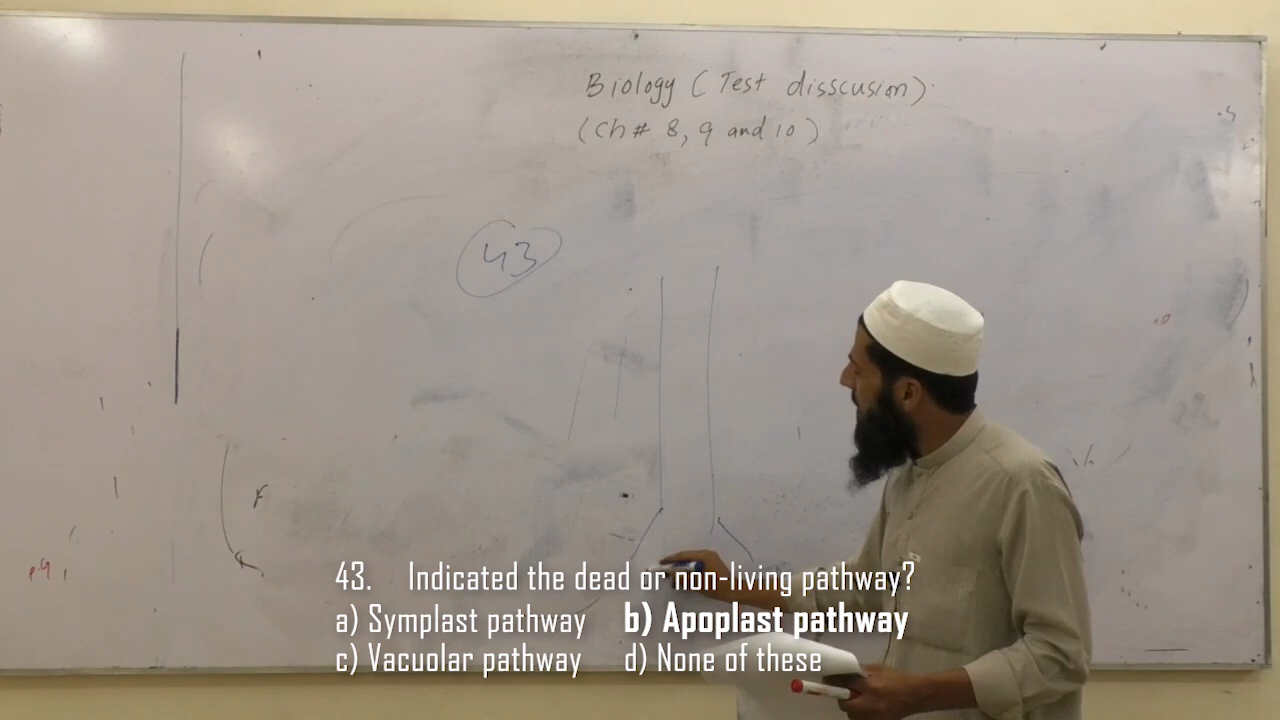 Biology (Test disscusion)
(Ch# 8, 9 and 10)
43
43. Indicated the dead or non-living pathway?
a) Symplast pathway b) Apoplast pathway
c) Vacuolar pathway d) None of these